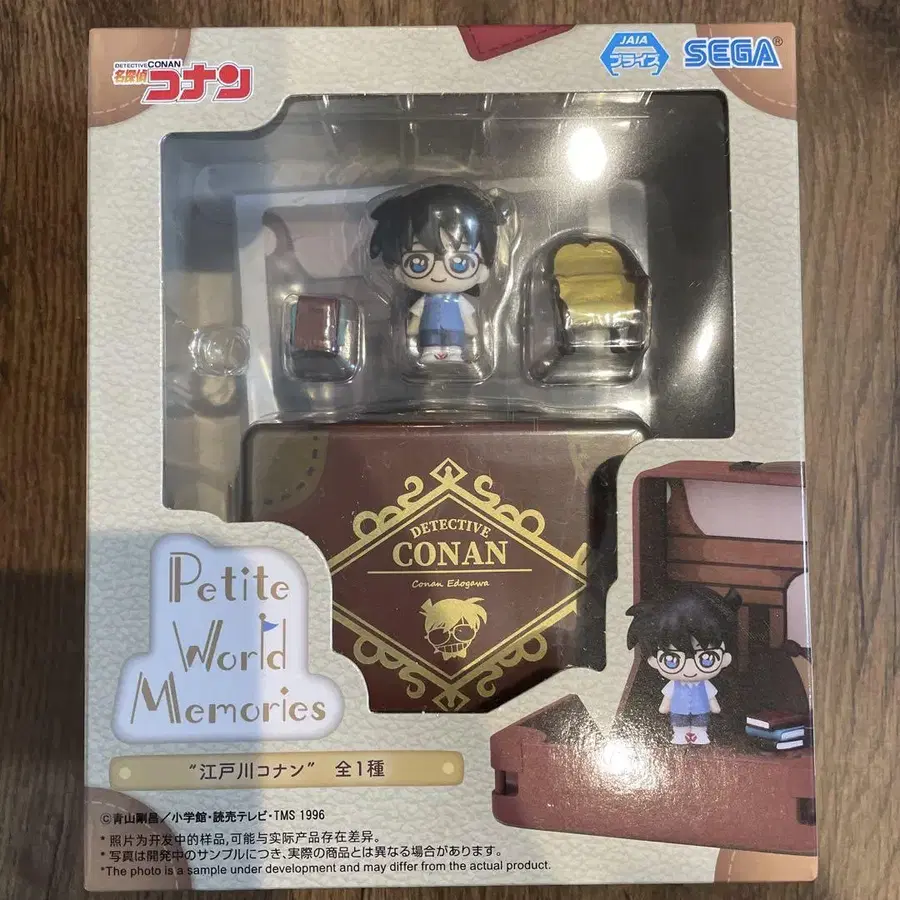 DETECTIVE CONAN
名探偵コナン
JAIA
プライズ
SEGA®
DETECTIVE
CONAN
Conan Edogawa
Petite
World
Memories
"江戸川コナン" 全1種
©青山剛昌/小学館・読売テレビ・TMS 1996
* 照片为开发中的样品,可能与实际产品存在差异。
* 写真は開発中のサンプルにつき、実際の商品とは異なる場合があります。
*The photo is a sample under development and may differ from the actual product.